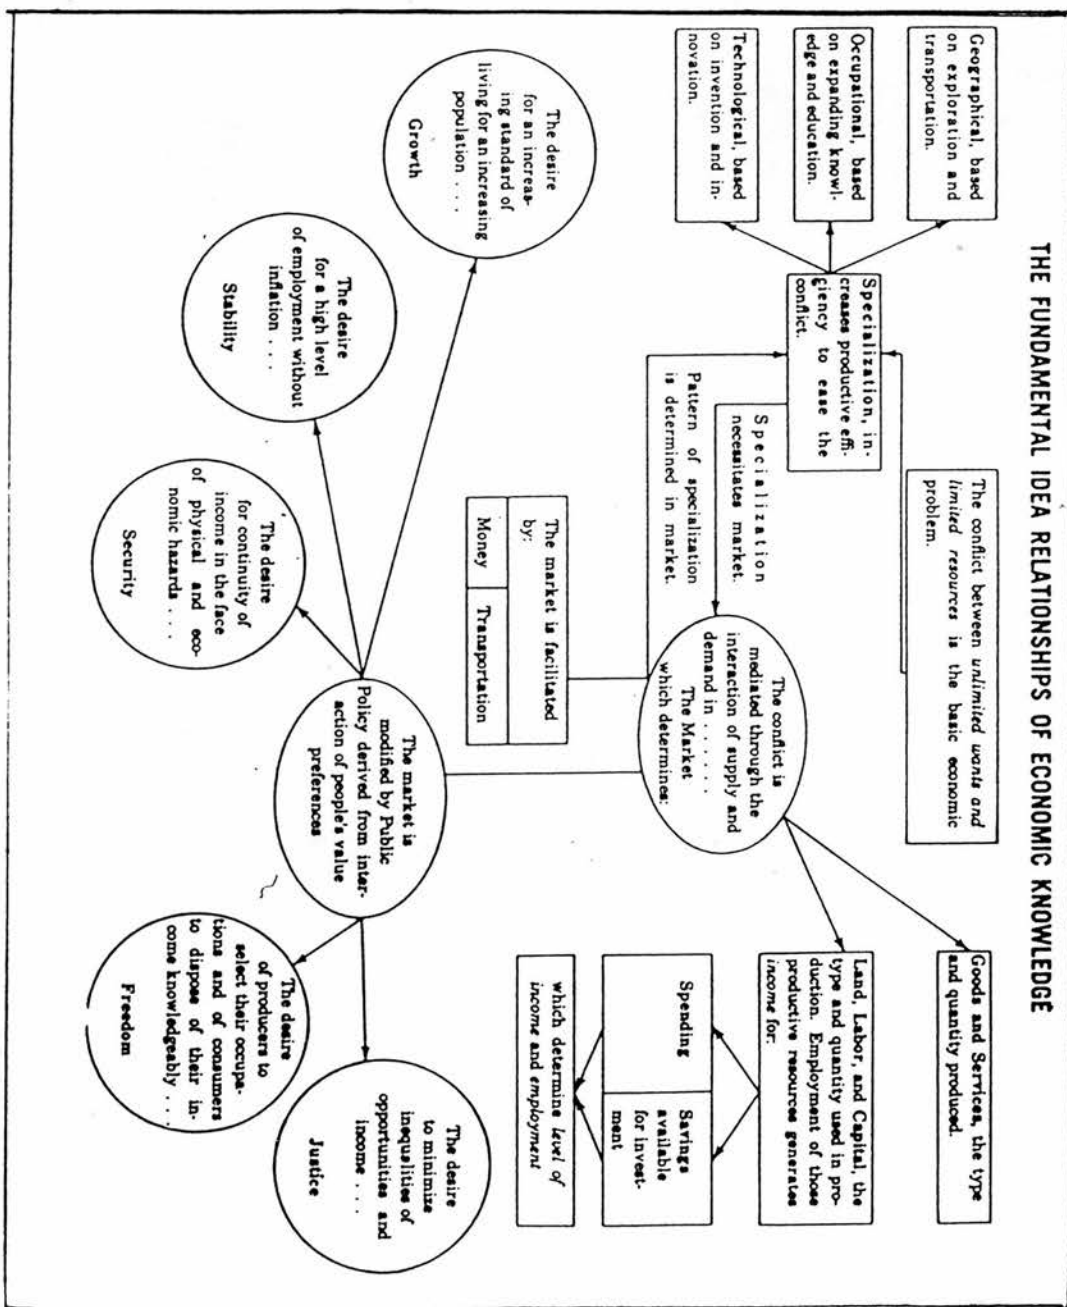 THE FUNDAMENTAL IDEA RELATIONSHIPS OF ECONOMIC KNOWLEDGE
The conflict between unlimited wants and
limited resources is the basic economic
problem.
Geographical, based
on exploration and
transportation.
Occupational, based
on expanding knowl-
edge and education.
Technological, based
on invention and in-
novation.
Specialization, in-
creases productive effi-
ciency to ease the
conflict.
Specialization
necessitates market.
Pattern of specialization
is determined in market.
The conflict is
mediated through the
interaction of supply and
demand in . . . . . .
The Market
which determines:
Goods and Services, the type
and quantity produced.
Land, Labor, and Capital, the
type and quantity used in pro-
duction. Employment of those
productive resources generates
income for:
Spending
Savings
available
for invest-
ment
which determine level of
income and employment
The market is facilitated
by:
Money
Transportation
The market is
modified by Public
Policy derived from inter-
action of people's value
preferences
The desire
for an increas-
ing standard of
living for an increasing
population . . .
Growth
The desire
for a high level
of employment without
inflation . . .
Stability
The desire
for continuity of
income in the face
of physical and eco-
nomic hazards . . .
Security
The desire
of producers to
select their occupa-
tions and of consumers
to dispose of their in-
come knowledgeably . . .
Freedom
The desire
to minimize
inequalities of
opportunities and
income . . .
Justice